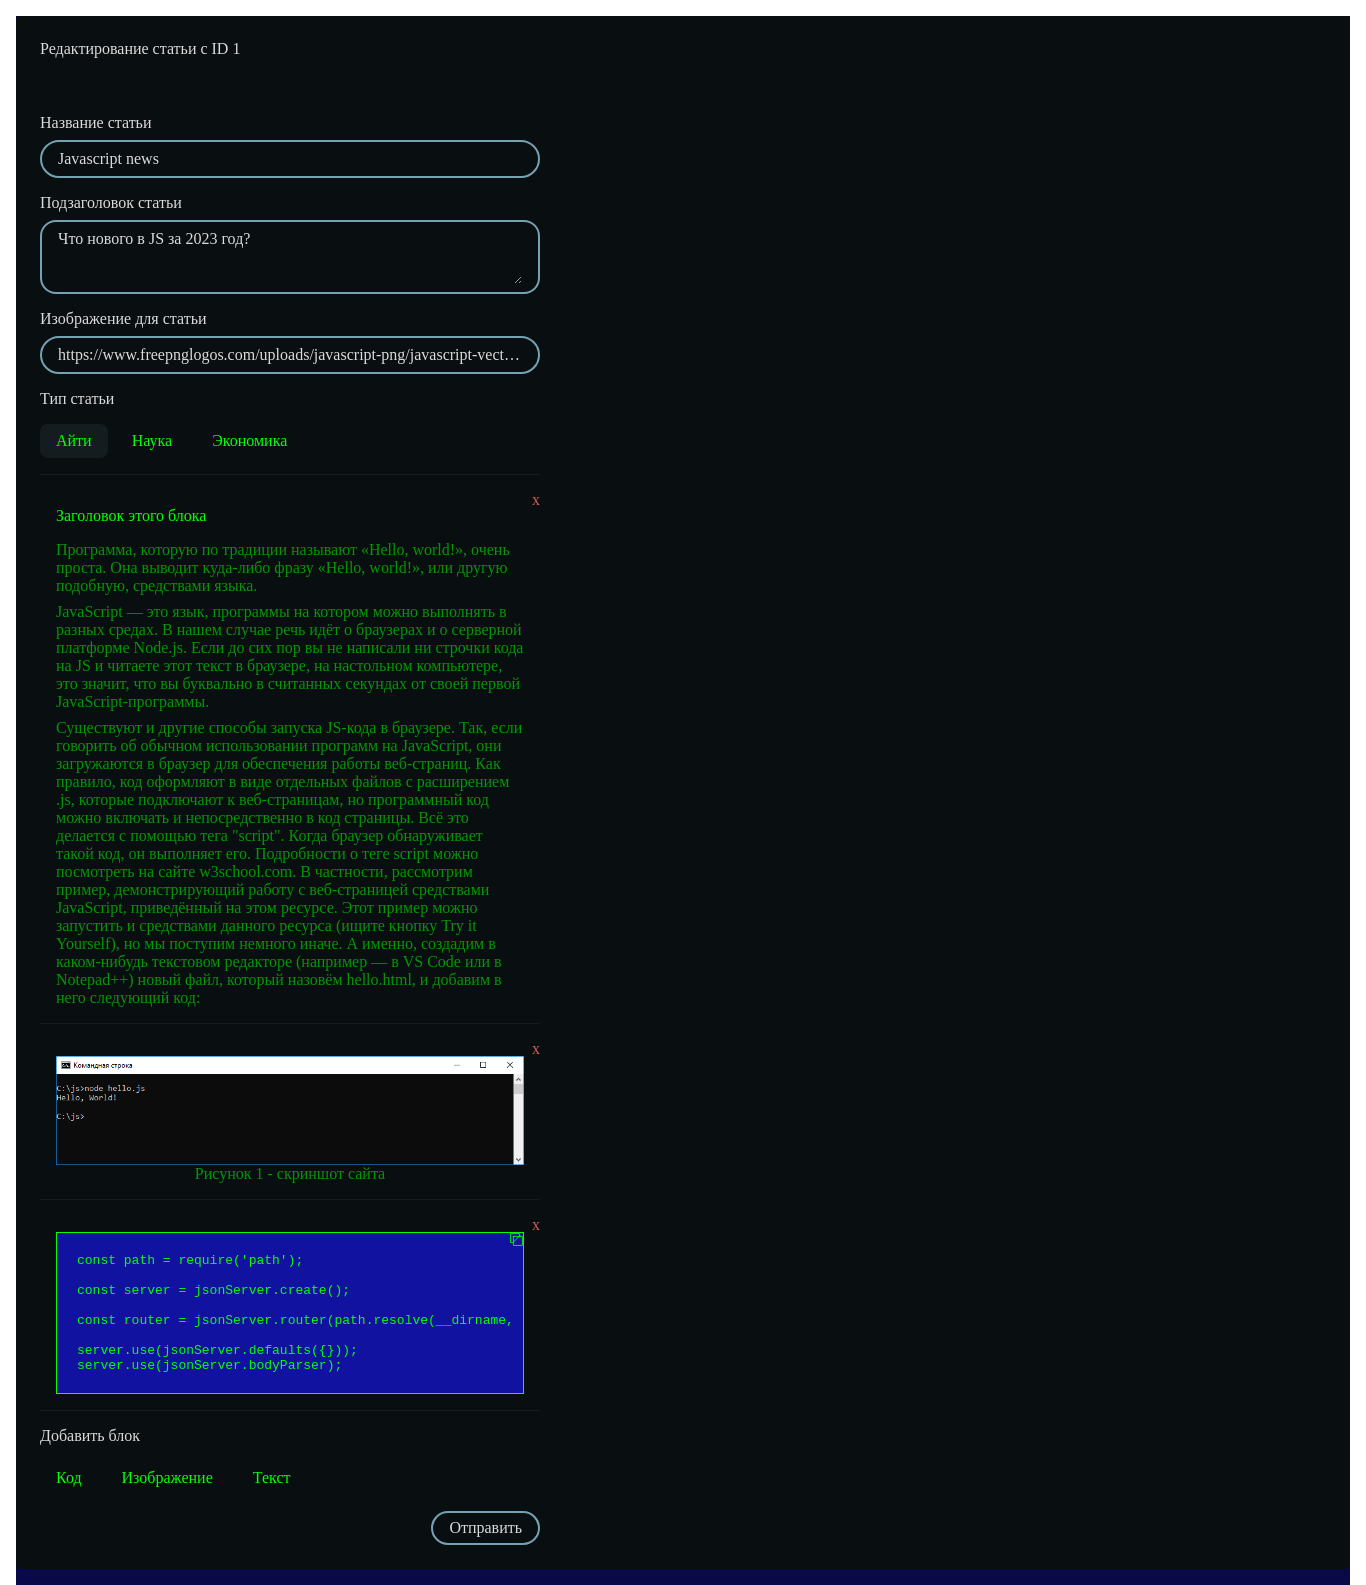 Редактирование статьи с ID 1
Название статьи
Javascript news
Подзаголовок статьи
Что нового в JS за 2023 год?
Изображение для статьи
https://www.freepnglogos.com/uploads/javascript-png/javascript-vect…
Тип статьи
Айти Наука Экономика
x
Заголовок этого блока
Программа, которую по традиции называют «Hello, world!», очень
проста. Она выводит куда-либо фразу «Hello, world!», или другую
подобную, средствами языка.
JavaScript — это язык, программы на котором можно выполнять в
разных средах. В нашем случае речь идёт о браузерах и о серверной
платформе Node.js. Если до сих пор вы не написали ни строчки кода
на JS и читаете этот текст в браузере, на настольном компьютере,
это значит, что вы буквально в считанных секундах от своей первой
JavaScript-программы.
Существуют и другие способы запуска JS-кода в браузере. Так, если
говорить об обычном использовании программ на JavaScript, они
загружаются в браузер для обеспечения работы веб-страниц. Как
правило, код оформляют в виде отдельных файлов с расширением
.js, которые подключают к веб-страницам, но программный код
можно включать и непосредственно в код страницы. Всё это
делается с помощью тега "script". Когда браузер обнаруживает
такой код, он выполняет его. Подробности о теге script можно
посмотреть на сайте w3school.com. В частности, рассмотрим
пример, демонстрирующий работу с веб-страницей средствами
JavaScript, приведённый на этом ресурсе. Этот пример можно
запустить и средствами данного ресурса (ищите кнопку Try it
Yourself), но мы поступим немного иначе. А именно, создадим в
каком-нибудь текстовом редакторе (например — в VS Code или в
Notepad++) новый файл, который назовём hello.html, и добавим в
него следующий код:
x
Командная строка
C:\js>node hello.js
Hello, World!
C:\js>
Рисунок 1 - скриншот сайта
x
const path = require('path');
const server = jsonServer.create();
const router = jsonServer.router(path.resolve(__dirname,
server.use(jsonServer.defaults({}));
server.use(jsonServer.bodyParser);
Добавить блок
Код Изображение Текст
Отправить